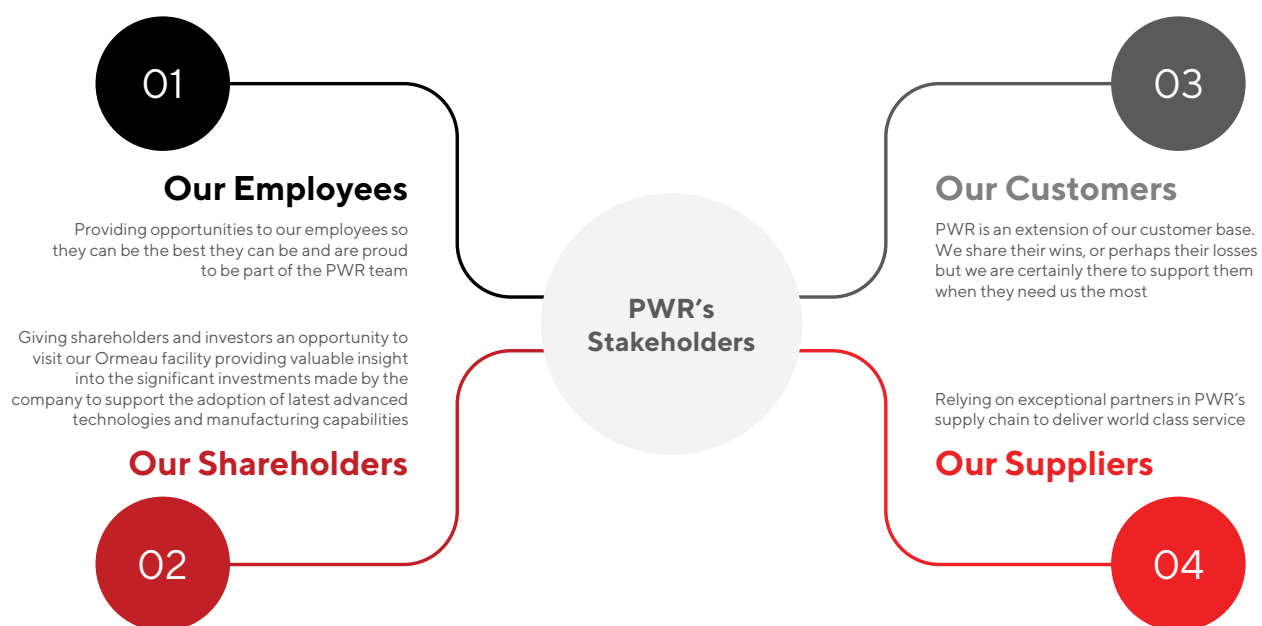 01
Our Employees
Providing opportunities to our employees so
they can be the best they can be and are proud
to be part of the PWR team
Giving shareholders and investors an opportunity to
visit our Ormeau facility providing valuable insight
into the significant investments made by the
company to support the adoption of latest advanced
technologies and manufacturing capabilities
Our Shareholders
02
PWR's
Stakeholders
03
Our Customers
PWR is an extension of our customer base.
We share their wins, or perhaps their losses
but we are certainly there to support them
when they need us the most
Relying on exceptional partners in PWR's
supply chain to deliver world class service
Our Suppliers
04